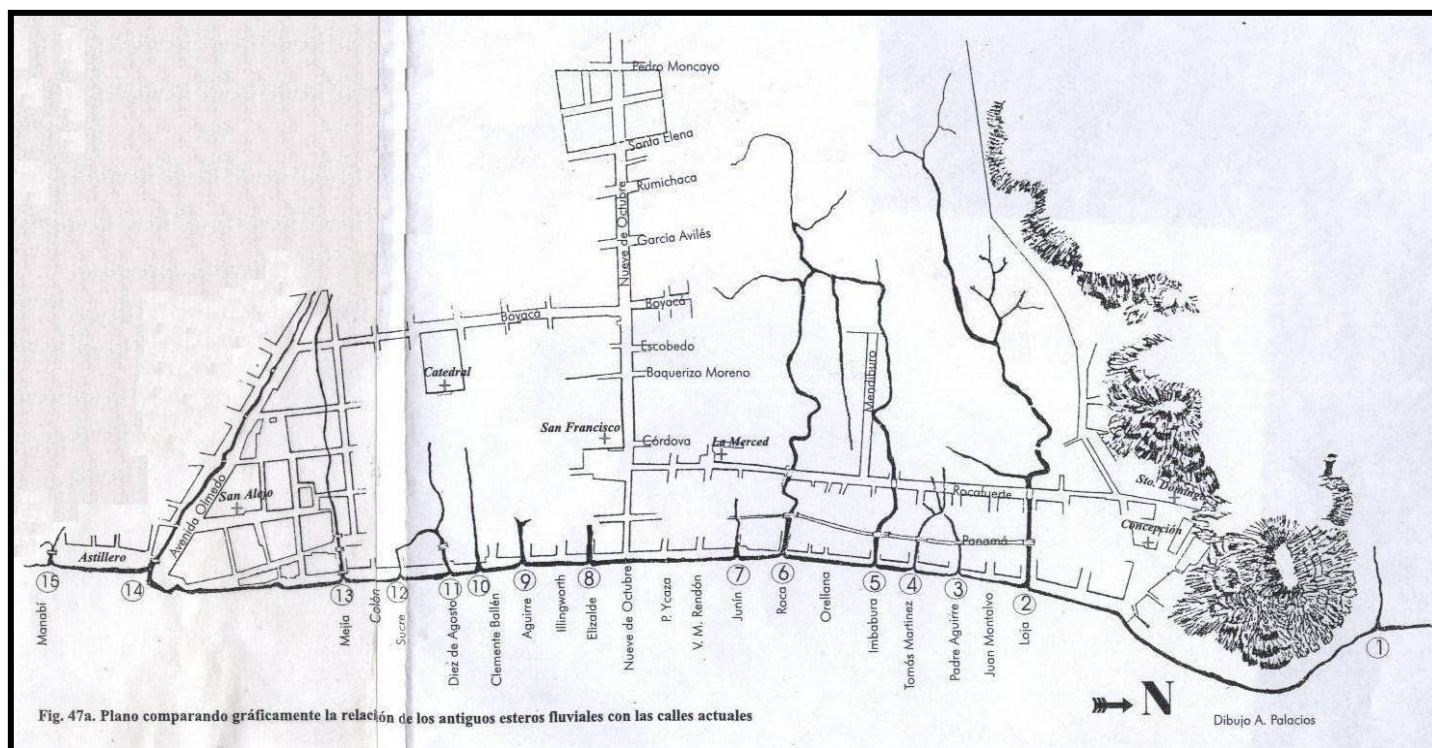 Pedro Moncayo
Santa Elena
Rumichaca
Nueve de Octubre
García Avilés
Boyacá
Boyacá
Escobedo
Catedral
Baquerizo Moreno
Mendiburo
San Francisco
Córdova
La Merced
Avenida Olmedo
San Alejo
Rocafuerte
Sto. Domingo
Concepción
Panamá
Astillero
15
14
13
12
11
10
9
8
7
6
5
4
3
2
1
Manabí
Mejia
Colón
Sucre
Diez de Agosto
Clemente Ballén
Aguirre
Illingworth
Elizalde
Nueve de Octubre
P. Ycaza
V. M. Rendón
Junín
Roca
Orellana
Imbabura
Tomás Martínez
Padre Aguirre
Juan Montalvo
Loja
N
Fig. 47a. Plano comparando gráficamente la relación de los antiguos esteros fluviales con las calles actuales
Dibujo A. Palacios